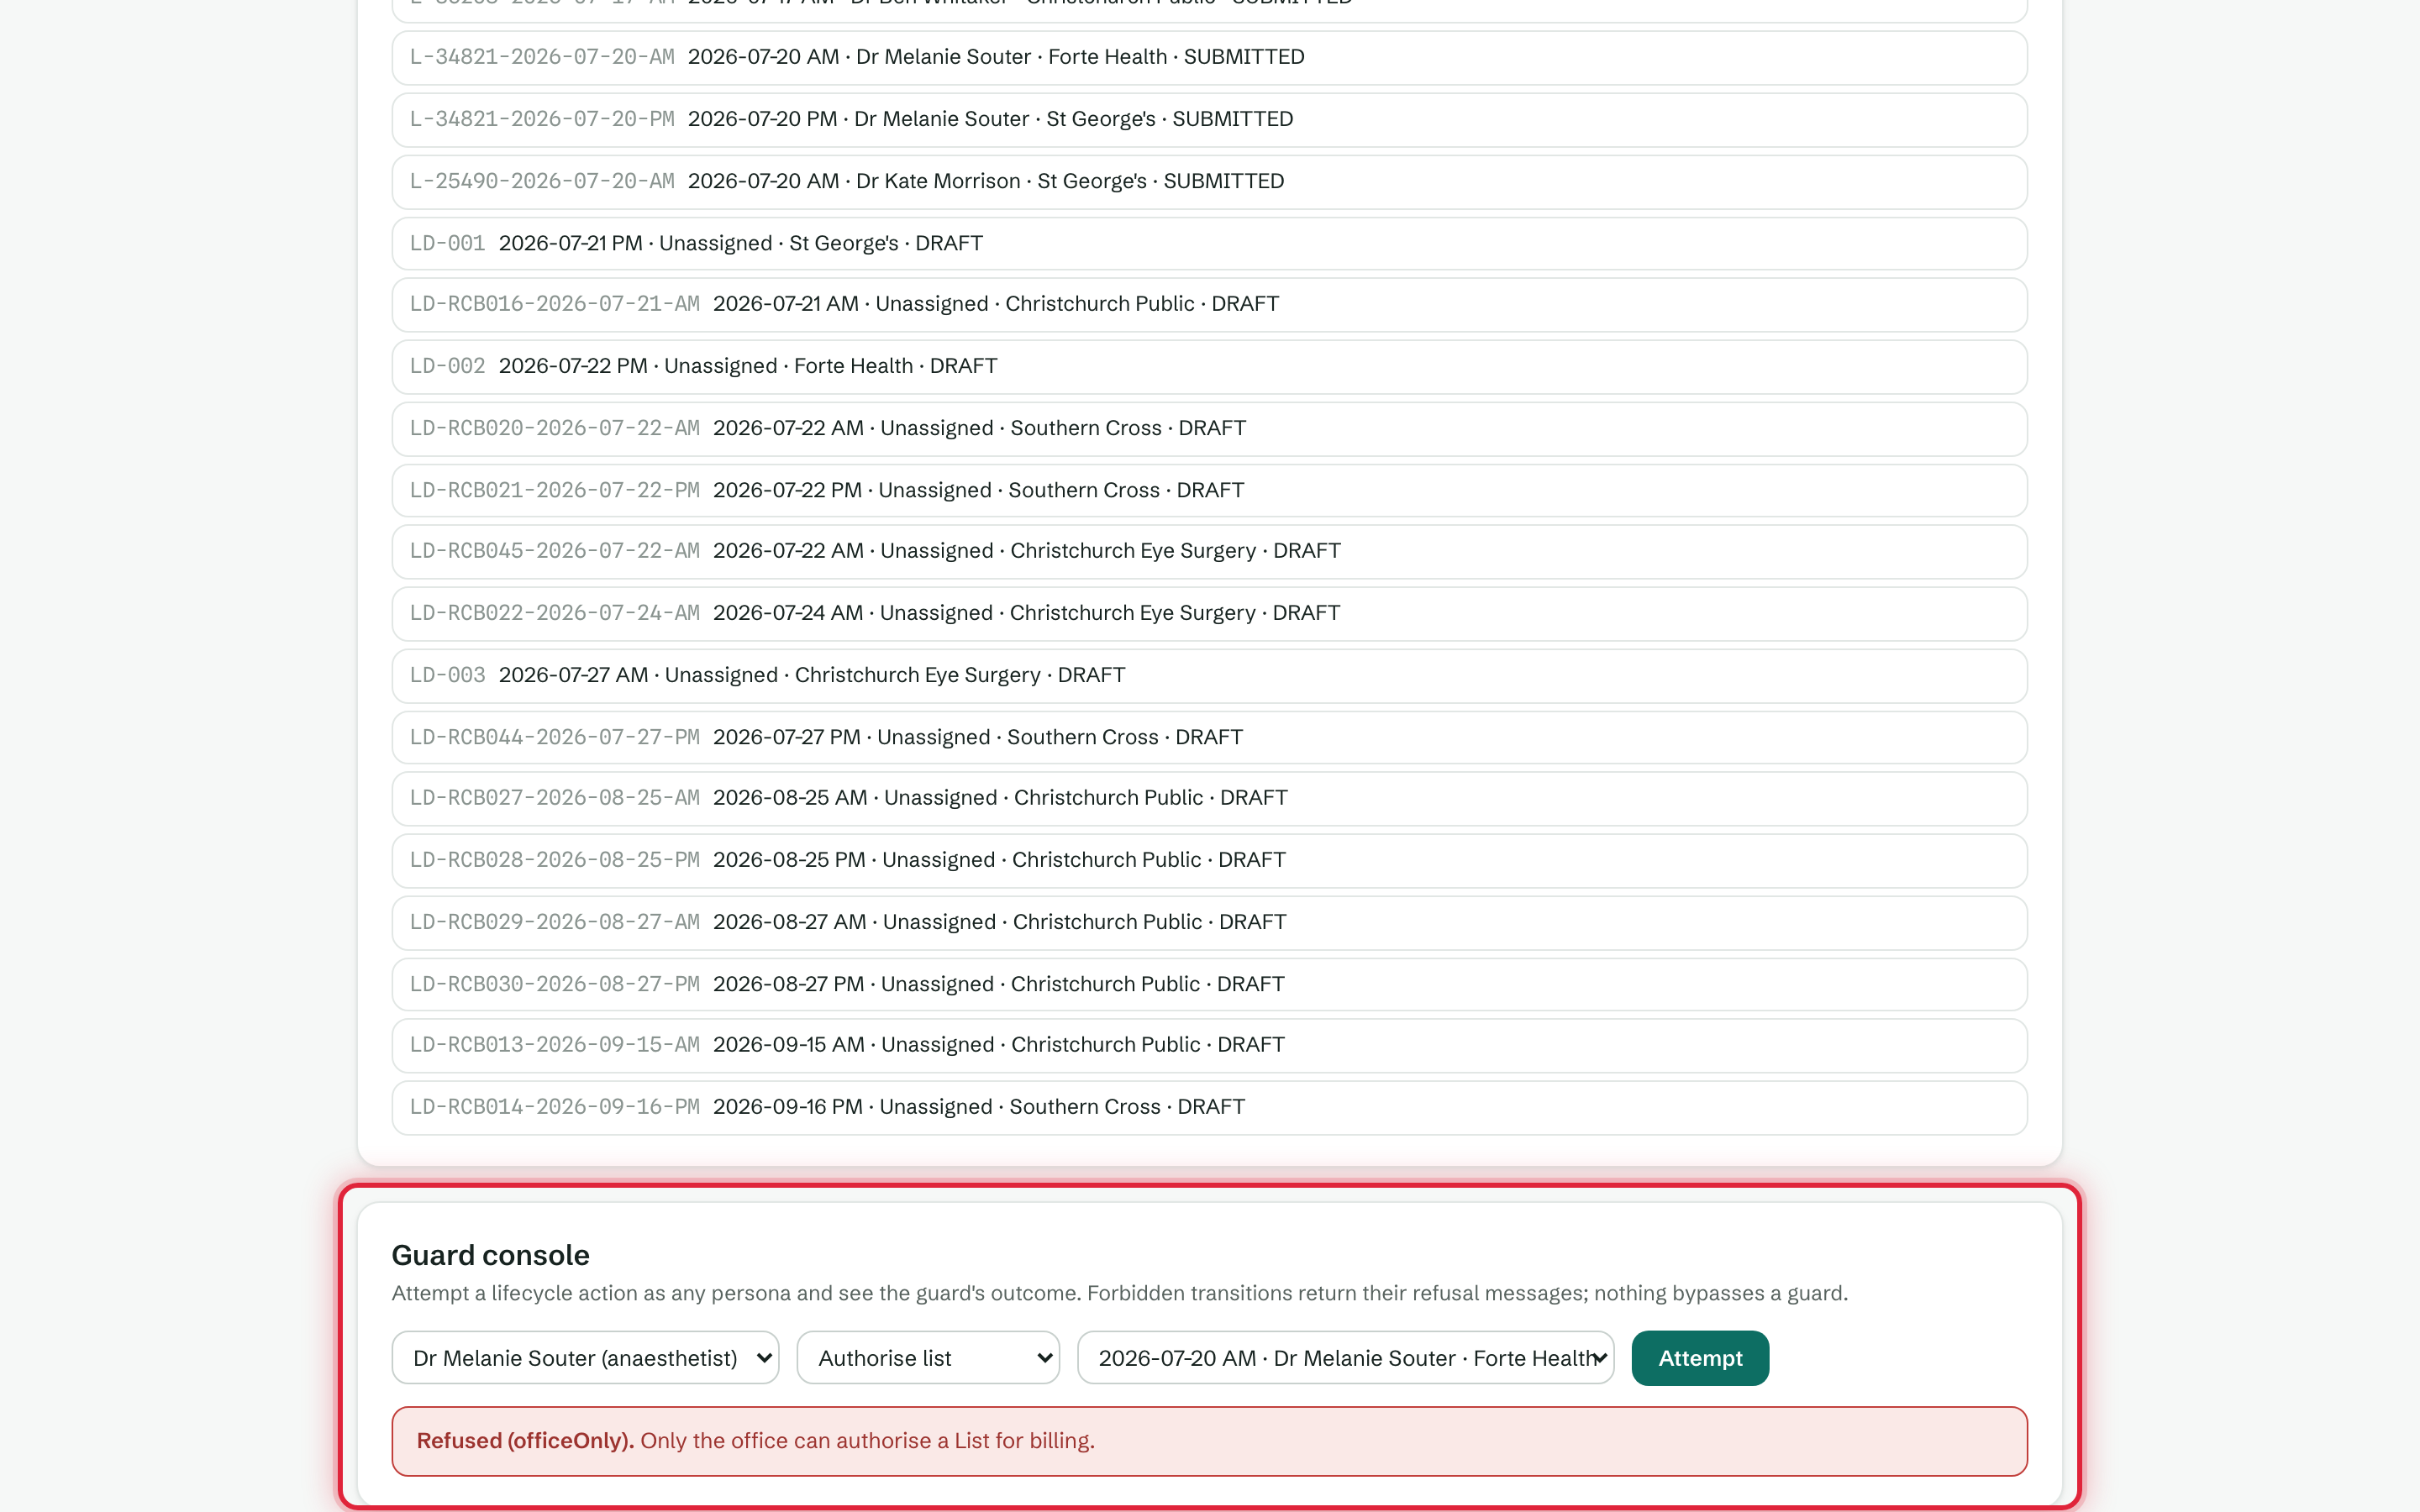 L-34821-2026-07-20-AM 2026-07-20 AM · Dr Melanie Souter · Forte Health · SUBMITTED
L-34821-2026-07-20-PM 2026-07-20 PM · Dr Melanie Souter · St George's · SUBMITTED
L-25490-2026-07-20-AM 2026-07-20 AM · Dr Kate Morrison · St George's · SUBMITTED
LD-001 2026-07-21 PM · Unassigned · St George's · DRAFT
LD-RCB016-2026-07-21-AM 2026-07-21 AM · Unassigned · Christchurch Public · DRAFT
LD-002 2026-07-22 PM · Unassigned · Forte Health · DRAFT
LD-RCB020-2026-07-22-AM 2026-07-22 AM · Unassigned · Southern Cross · DRAFT
LD-RCB021-2026-07-22-PM 2026-07-22 PM · Unassigned · Southern Cross · DRAFT
LD-RCB045-2026-07-22-AM 2026-07-22 AM · Unassigned · Christchurch Eye Surgery · DRAFT
LD-RCB022-2026-07-24-AM 2026-07-24 AM · Unassigned · Christchurch Eye Surgery · DRAFT
LD-003 2026-07-27 AM · Unassigned · Christchurch Eye Surgery · DRAFT
LD-RCB044-2026-07-27-PM 2026-07-27 PM · Unassigned · Southern Cross · DRAFT
LD-RCB027-2026-08-25-AM 2026-08-25 AM · Unassigned · Christchurch Public · DRAFT
LD-RCB028-2026-08-25-PM 2026-08-25 PM · Unassigned · Christchurch Public · DRAFT
LD-RCB029-2026-08-27-AM 2026-08-27 AM · Unassigned · Christchurch Public · DRAFT
LD-RCB030-2026-08-27-PM 2026-08-27 PM · Unassigned · Christchurch Public · DRAFT
LD-RCB013-2026-09-15-AM 2026-09-15 AM · Unassigned · Christchurch Public · DRAFT
LD-RCB014-2026-09-16-PM 2026-09-16 PM · Unassigned · Southern Cross · DRAFT
Guard console
Attempt a lifecycle action as any persona and see the guard's outcome. Forbidden transitions return their refusal messages; nothing bypasses a guard.
Dr Melanie Souter (anaesthetist) Authorise list 2026-07-20 AM · Dr Melanie Souter · Forte Health Attempt
Refused (officeOnly). Only the office can authorise a List for billing.